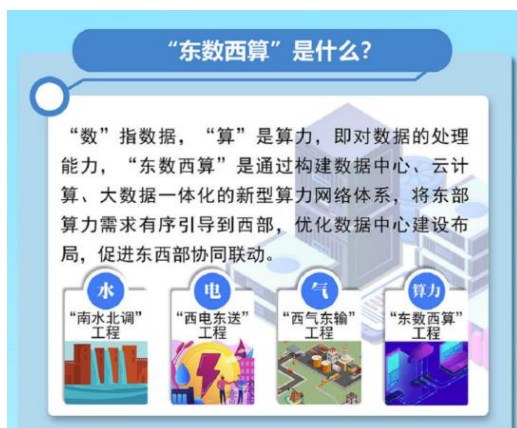 “东数西算”是什么？
“数”指数据，“算”是算力，即对数据的处理
能力，“东数西算”是通过构建数据中心、云计
算、大数据一体化的新型算力网络体系，将东部
算力需求有序引导到西部，优化数据中心建设布
局，促进东西部协同联动。
水
电
气
算力
“南水北调”
工程
“西电东送”
工程
“西气东输”
工程
“东数西算”
工程